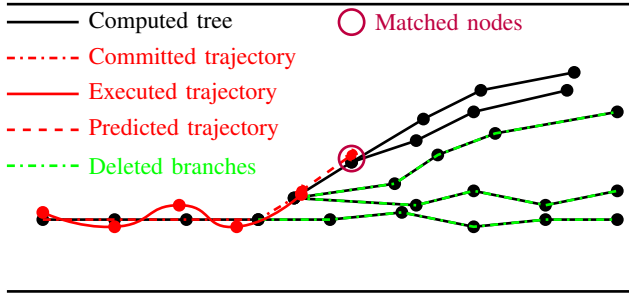 Computed tree
Matched nodes
Committed trajectory
Executed trajectory
Predicted trajectory
Deleted branches